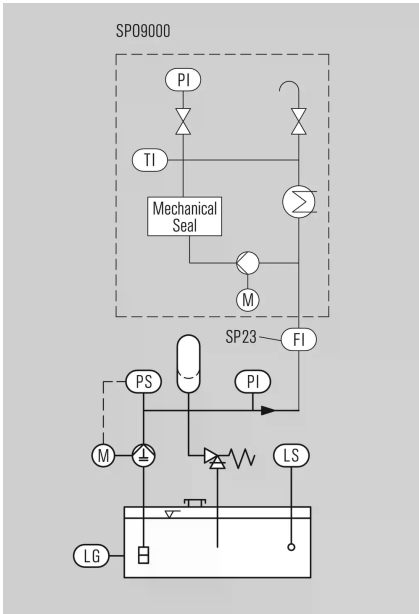 SPO9000
PI
TI
Mechanical
Seal
M
SP23
FI
PS
PI
M
LS
LG